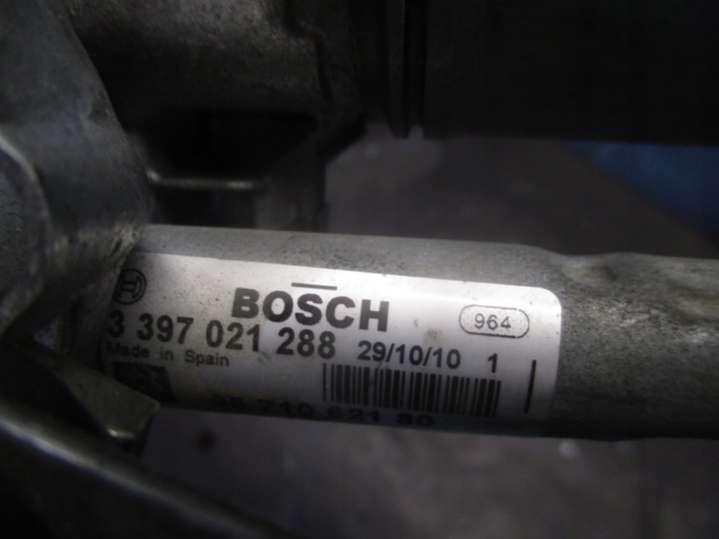 BOSCH 964
3 397 021 288 29/10/10 1
Made in Spain